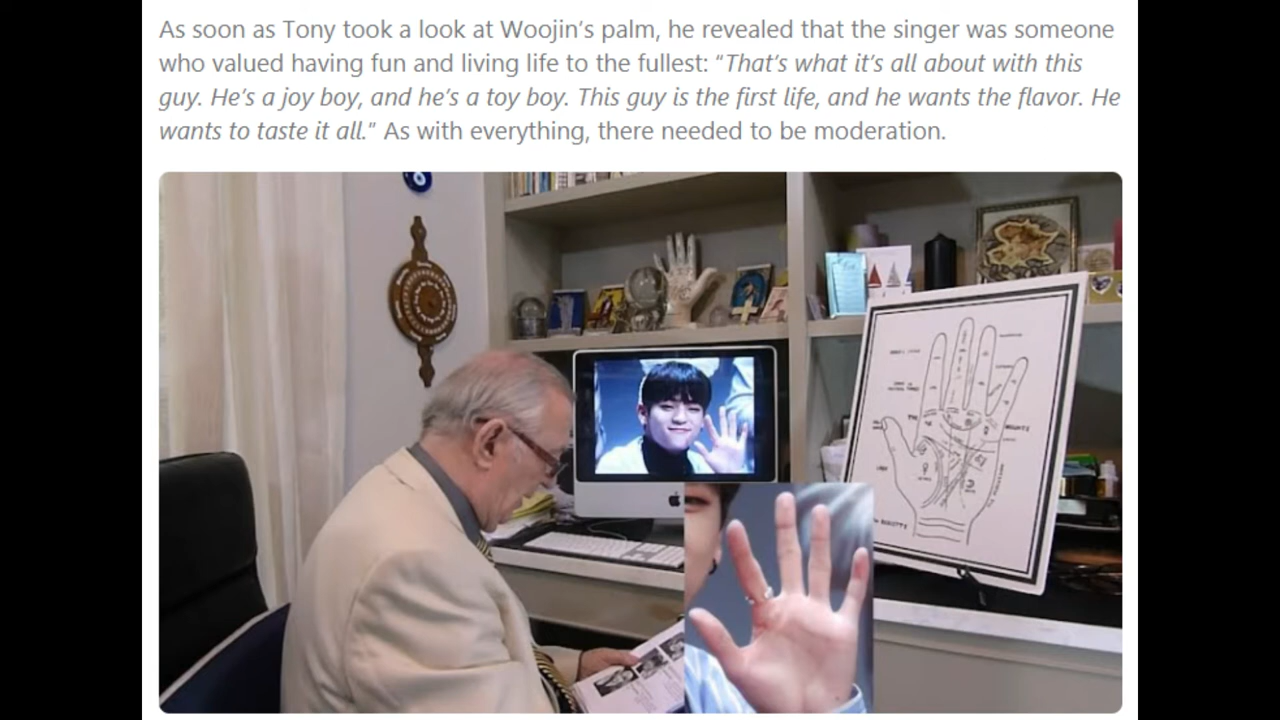 As soon as Tony took a look at Woojin's palm, he revealed that the singer was someone
who valued having fun and living life to the fullest: “That's what it's all about with this
guy. He's a joy boy, and he's a toy boy. This guy is the first life, and he wants the flavor. He
wants to taste it all.” As with everything, there needed to be moderation.
MOUNTS